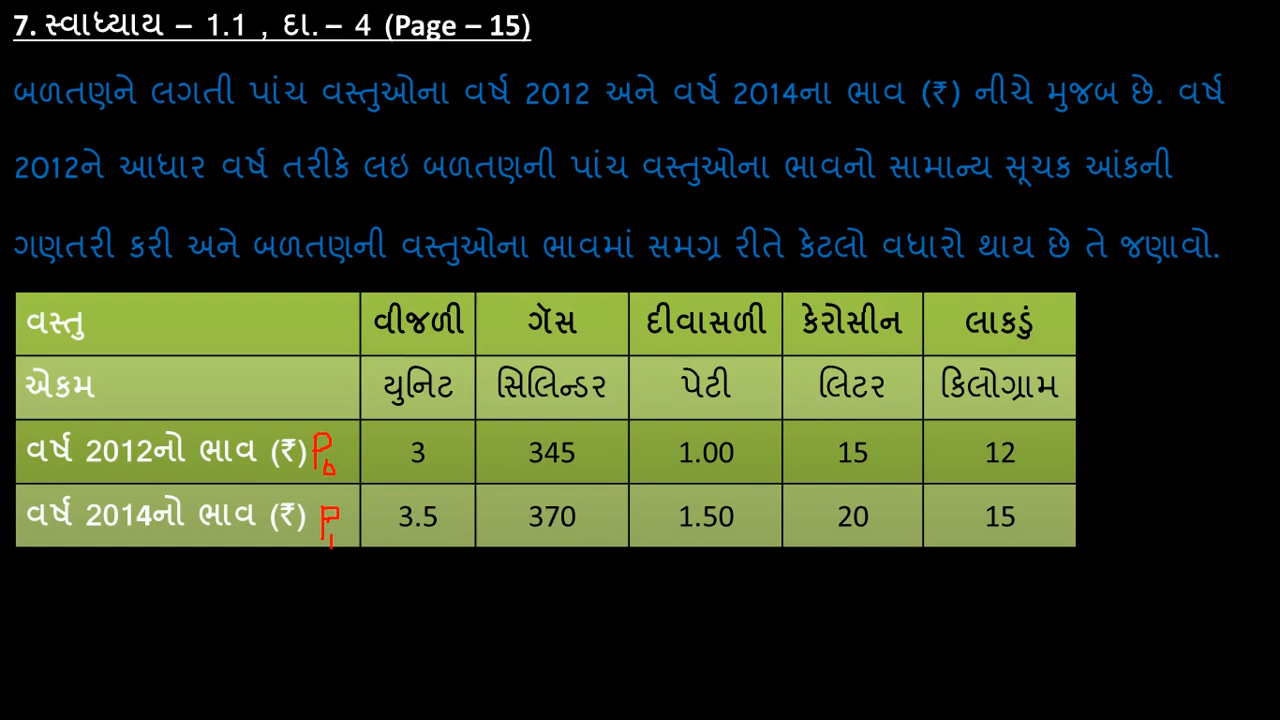 7. સ્વાધ્યાય – 1.1 , દા. – 4 (Page – 15)
બળતણને લગતી પાંચ વસ્તુઓના વર્ષ 2012 અને વર્ષ 2014ના ભાવ (₹) નીચે મુજબ છે. વર્ષ
2012ને આધાર વર્ષ તરીકે લઇ બળતણની પાંચ વસ્તુઓના ભાવનો સામાન્ય સૂચક આંકની
ગણતરી કરી અને બળતણની વસ્તુઓના ભાવમાં સમગ્ર રીતે કેટલો વધારો થાય છે તે જણાવો.
વસ્તુ વીજળી ગૅસ દીવાસળી કેરોસીન લાકડું
એકમ યુનિટ સિલિન્ડર પેટી લિટર કિલોગ્રામ
વર્ષ 2012નો ભાવ (₹) P₀ 3 345 1.00 15 12
વર્ષ 2014નો ભાવ (₹) P₁ 3.5 370 1.50 20 15